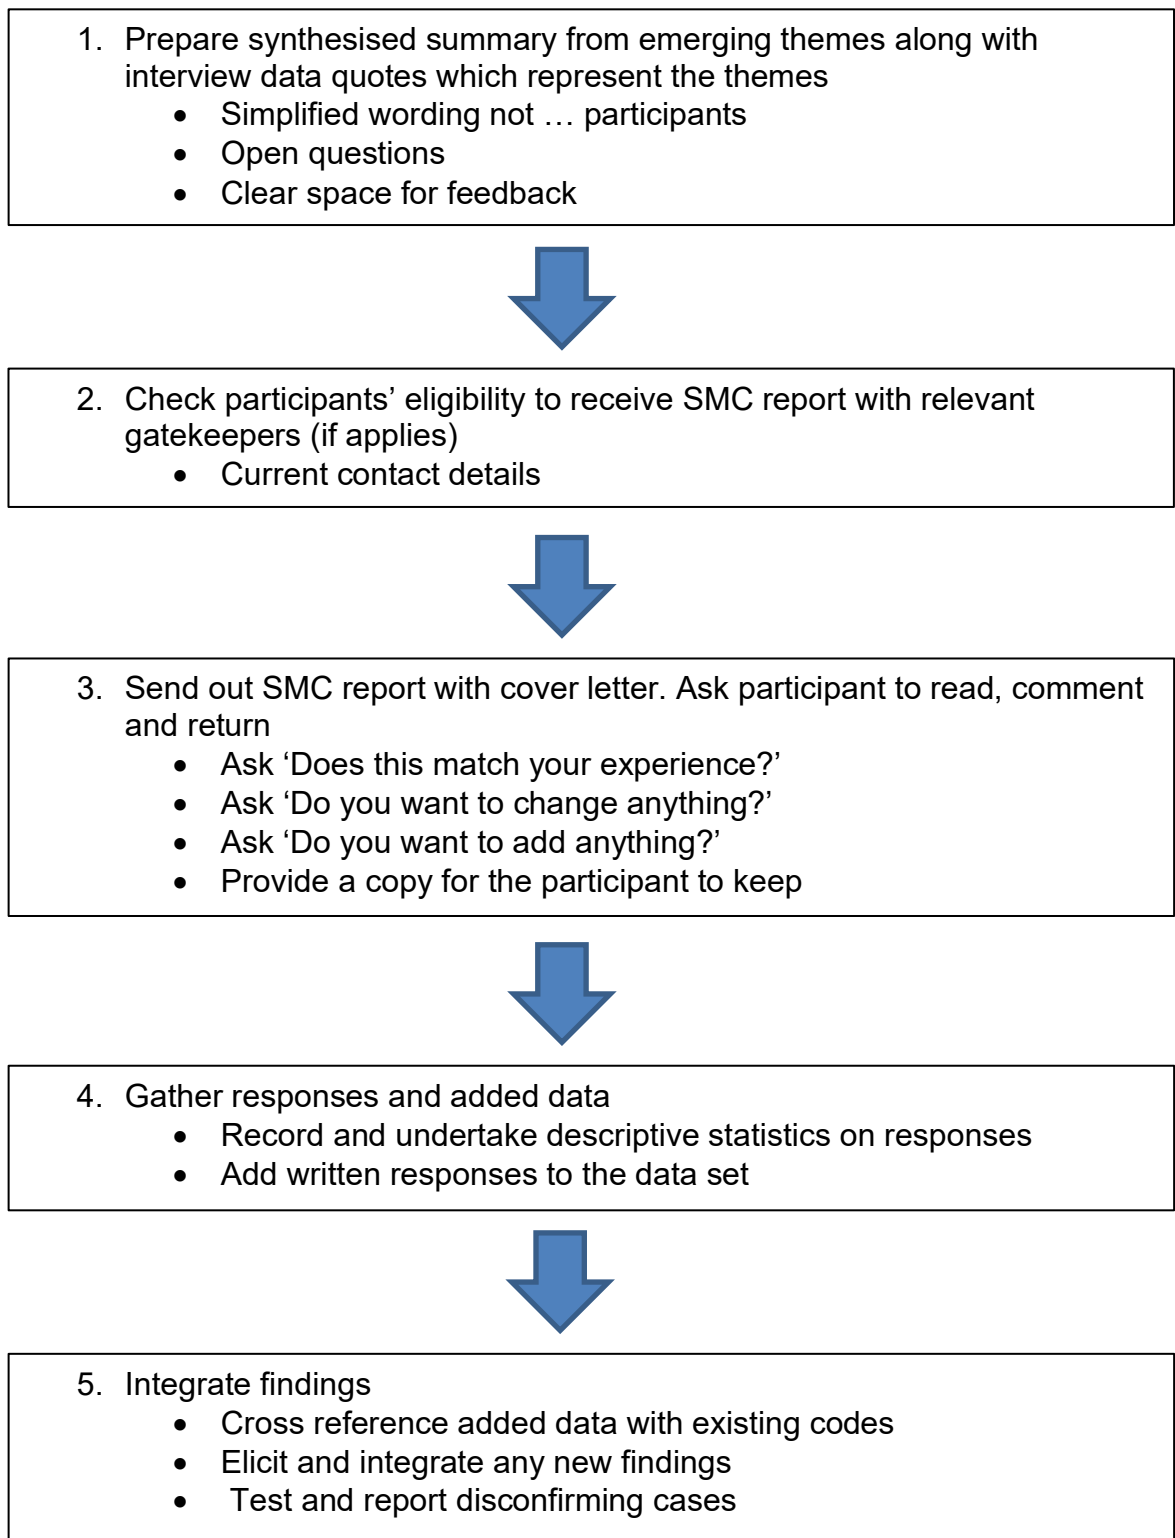 1. Prepare synthesised summary from emerging themes along with
interview data quotes which represent the themes
• Simplified wording not … participants
• Open questions
• Clear space for feedback
2. Check participants’ eligibility to receive SMC report with relevant
gatekeepers (if applies)
• Current contact details
3. Send out SMC report with cover letter. Ask participant to read, comment
and return
• Ask ‘Does this match your experience?’
• Ask ‘Do you want to change anything?’
• Ask ‘Do you want to add anything?’
• Provide a copy for the participant to keep
4. Gather responses and added data
• Record and undertake descriptive statistics on responses
• Add written responses to the data set
5. Integrate findings
• Cross reference added data with existing codes
• Elicit and integrate any new findings
• Test and report disconfirming cases